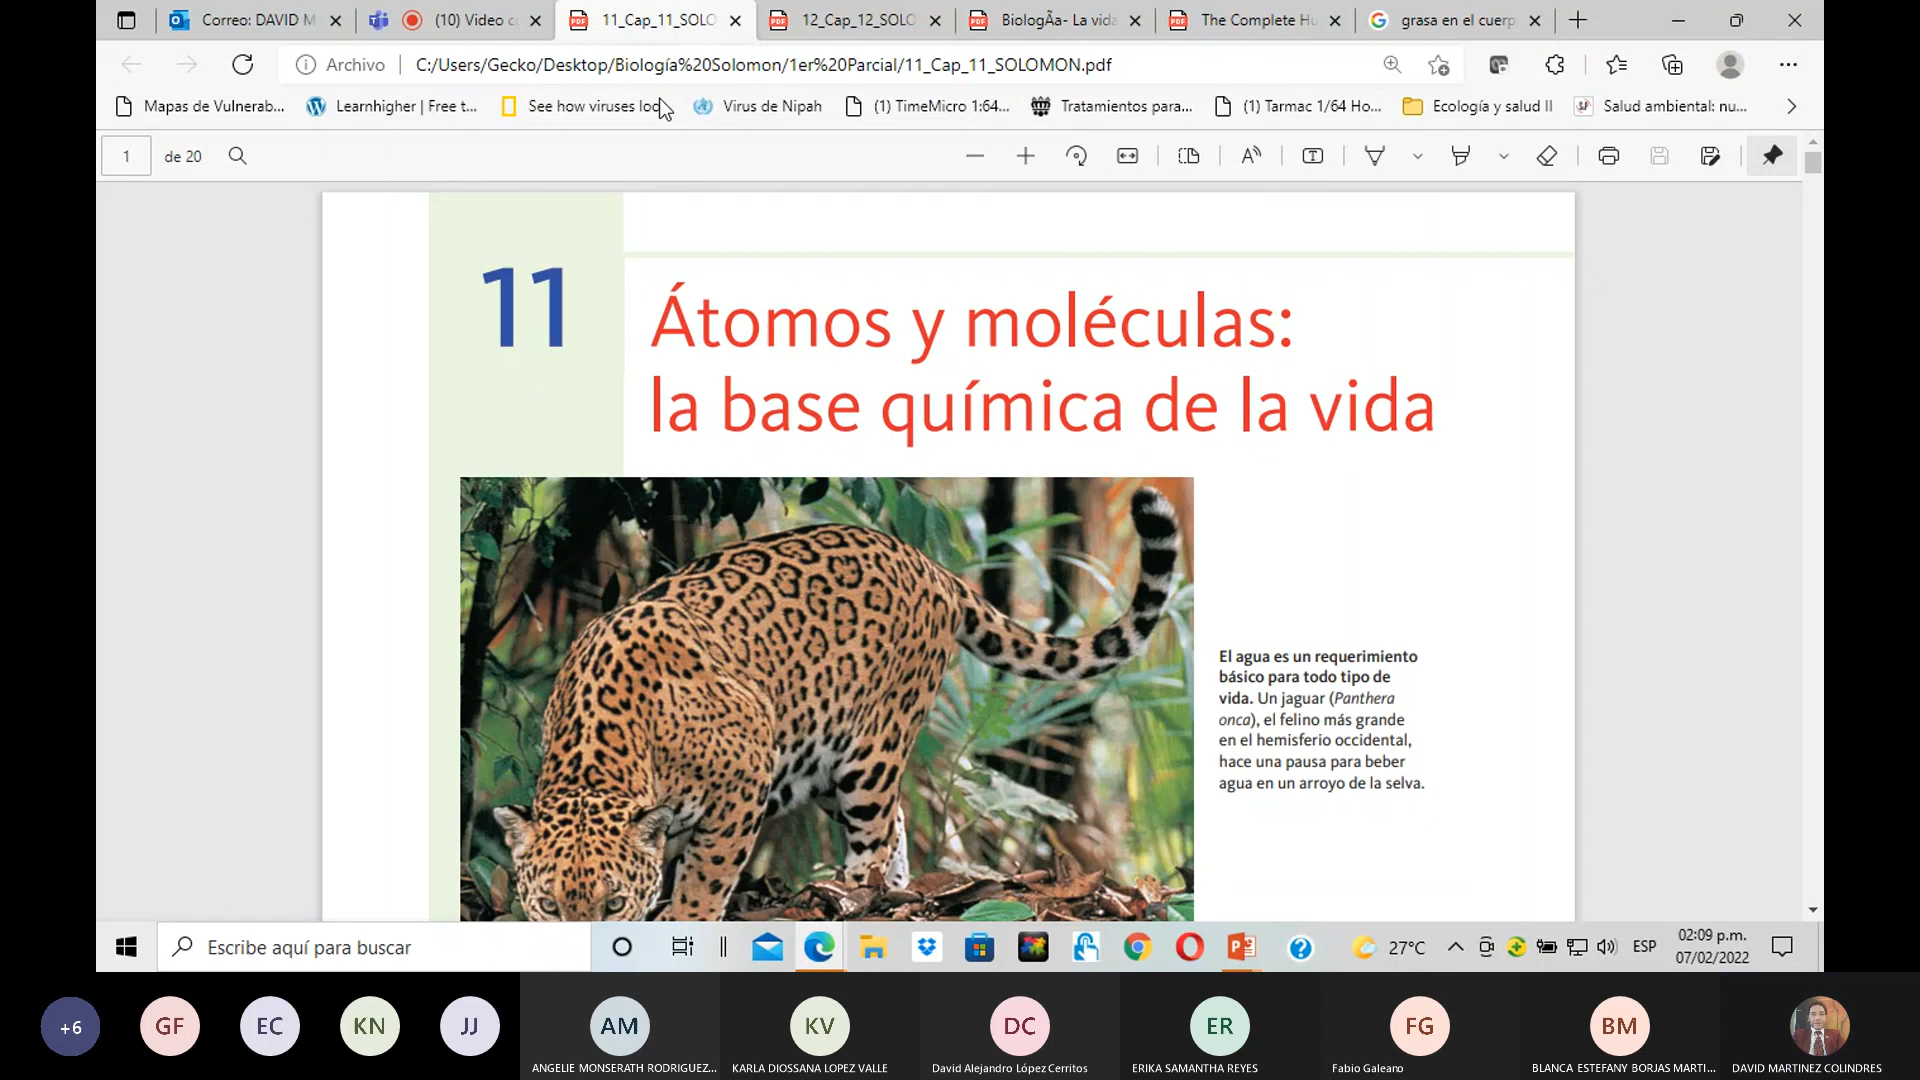 Correo: DAVID M
(10) Video c
11_Cap_11_SOLO
12_Cap_12_SOLO
BiologÃa- La vida
The Complete Hu
grasa en el cuerp
Archivo
C:/Users/Gecko/Desktop/Biología%20Solomon/1er%20Parcial/11_Cap_11_SOLOMON.pdf
Mapas de Vulnerab...
Learnhigher | Free t...
See how viruses loo
Virus de Nipah
(1) TimeMicro 1:64...
Tratamientos para...
(1) Tarmac 1/64 Ho...
Ecología y salud II
Salud ambiental: nu...
1
de 20
11
Átomos y moléculas:
la base química de la vida
El agua es un requerimiento
básico para todo tipo de
vida. Un jaguar (Panthera
onca), el felino más grande
en el hemisferio occidental,
hace una pausa para beber
agua en un arroyo de la selva.
Escribe aquí para buscar
27°C
ESP
02:09 p.m.
07/02/2022
+6
GF
EC
KN
JJ
AM
KV
DC
ER
FG
BM
ANGELIE MONSERATH RODRIGUEZ...
KARLA DIOSSANA LOPEZ VALLE
David Alejandro López Cerritos
ERIKA SAMANTHA REYES
Fabio Galeano
BLANCA ESTEFANY BORJAS MARTI...
DAVID MARTINEZ COLINDRES